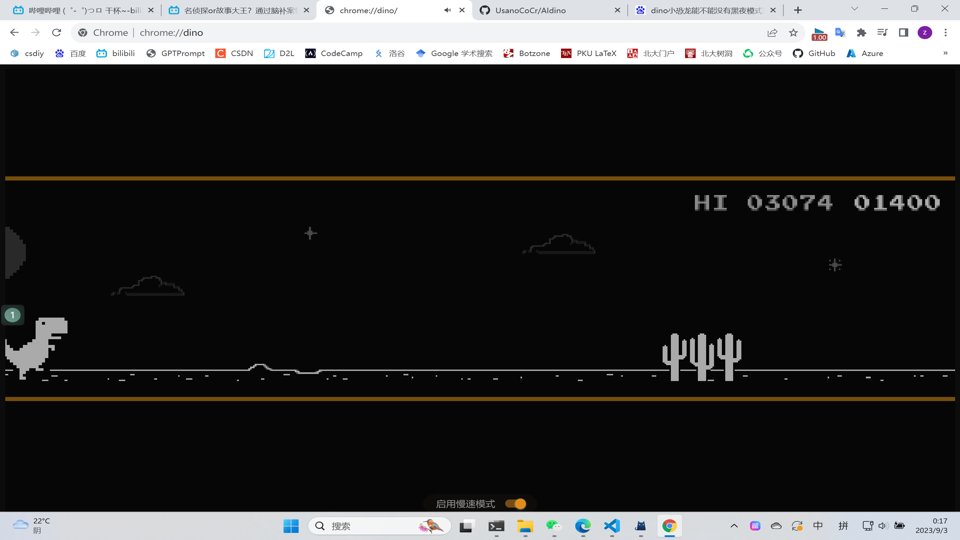 哔哩哔哩 (゜-゜)つロ 干杯~-bili
名侦探or故事大王？通过脑补案
chrome://dino/
UsanoCoCr/AIdino
dino小恐龙能不能没有黑夜模式
Chrome | chrome://dino
1.00
z
csdiy
百度
bilibili
GPTPrompt
CSDN
D2L
CodeCamp
洛谷
Google 学术搜索
Botzone
PKU LaTeX
北大门户
北大树洞
公众号
GitHub
Azure
»
HI 03074 01400
1
启用慢速模式
22°C
阴
搜索
中
拼
0:17
2023/9/3